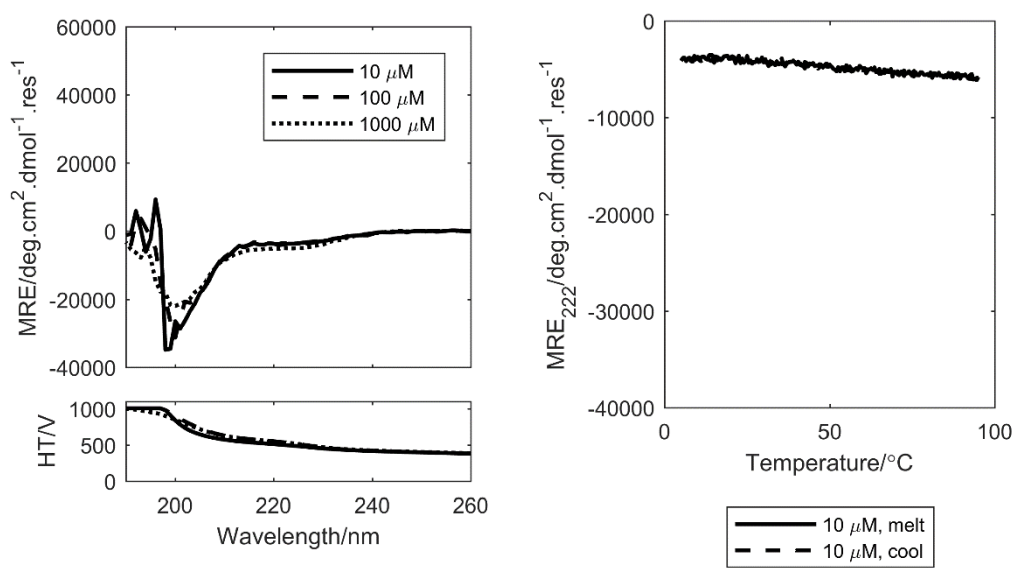 MRE/deg.cm2.dmol-1.res-1
60000
40000
20000
0
-20000
-40000
10 μM
100 μM
1000 μM
HT/V
1000
500
0
200
220
240
260
Wavelength/nm
MRE222/deg.cm2.dmol-1.res-1
0
-10000
-20000
-30000
-40000
0
50
100
Temperature/°C
10 μM, melt
10 μM, cool